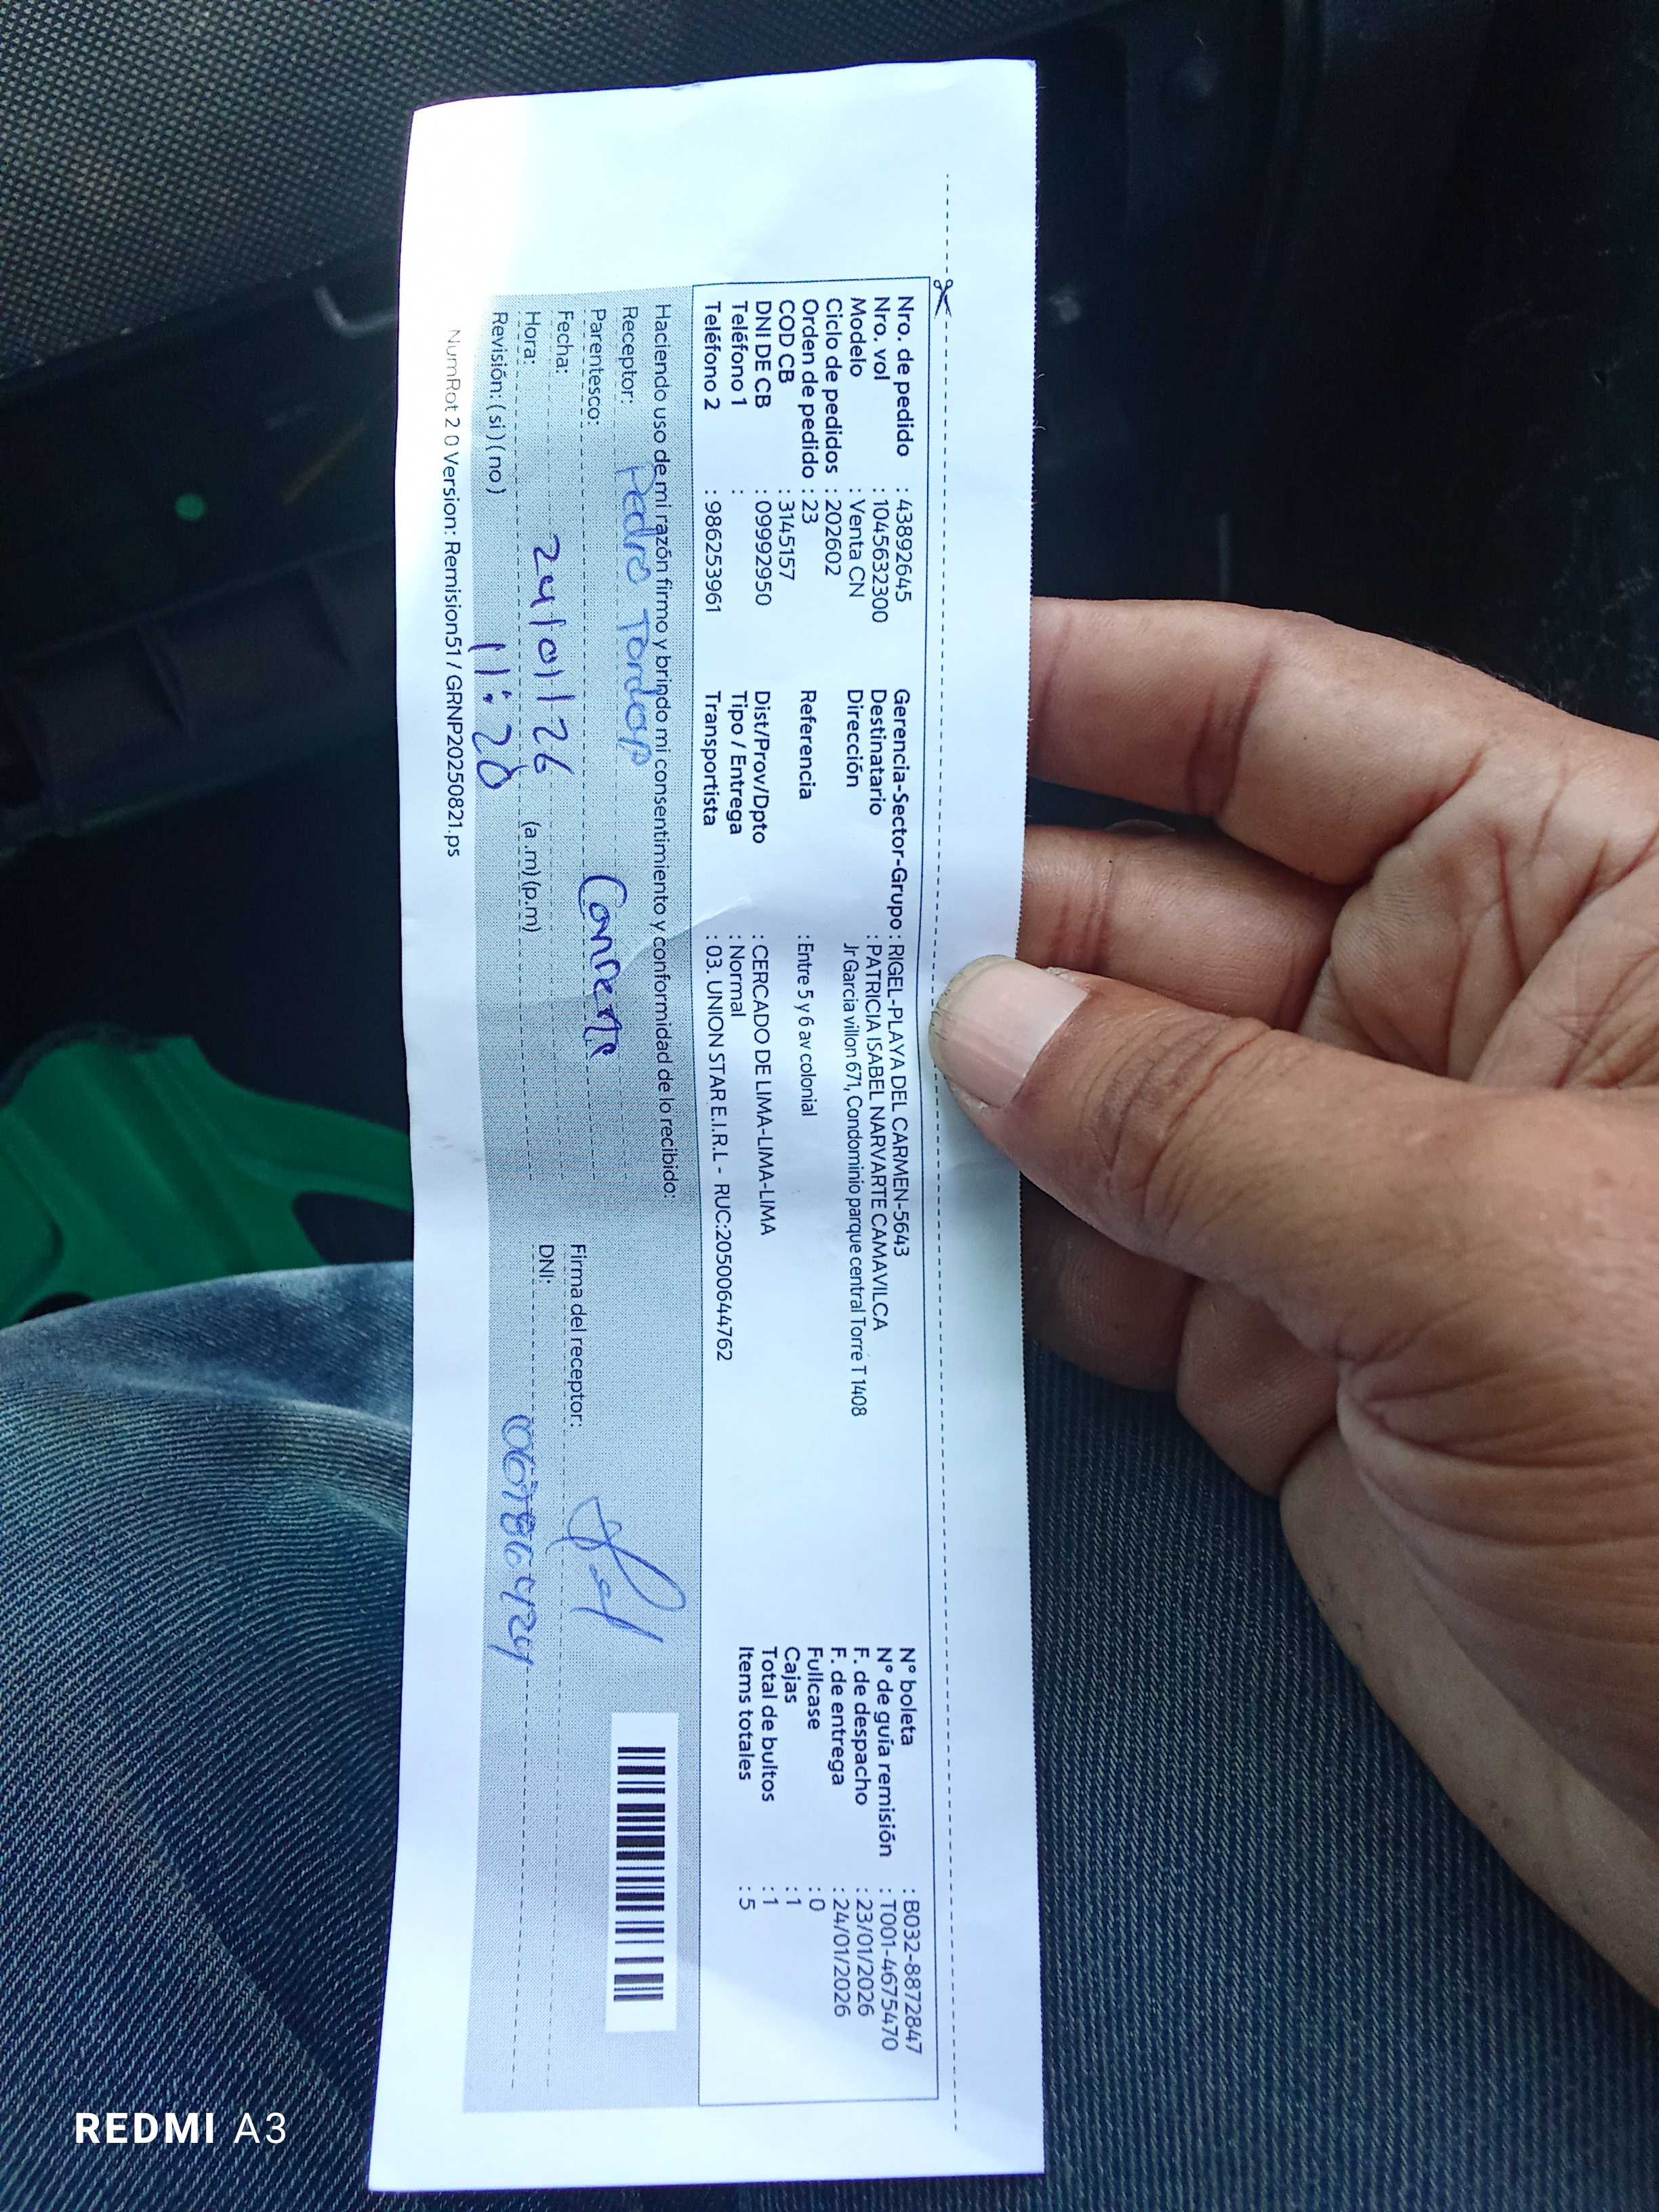 Nro. de pedido : 43892645
Nro. vol : 1045632300
Modelo : Venta CN
Ciclo de pedidos : 202602
Orden de pedido : 23
COD CB : 3145157
DNI DE CB : 09992950
Teléfono 1 :
Teléfono 2 : 986253961
Gerencia-Sector-Grupo : RIGEL-PLAYA DEL CARMEN-5643
Destinatario : PATRICIA ISABEL NARVARTE CAMAVILCA
Dirección Jr Garcia villon 671, Condominio parque central Torre T 1408
Referencia : Entre 5 y 6 av colonial
Dist/Prov/Dpto : CERCADO DE LIMA-LIMA-LIMA
Tipo / Entrega : Normal
Transportista : 03. UNION STAR E.I.R.L - RUC:20500644762
N° boleta : B032-8872847
N° de guía remisión : T001-4675470
F. de despacho : 23/01/2026
F. de entrega : 24/01/2026
Fullcase : 0
Cajas : 1
Total de bultos : 1
Items totales : 5
Haciendo uso de mi razón firmo y brindo mi consentimiento y conformidad de lo recibido:
Receptor: Pedro
Parentesco:
Fecha: 24/01/26
Hora: 11:20 (a.m) (p.m)
Revisión: ( si ) ( no )
Firma del receptor:
DNI:
NumRot 2 0 Version: Remision51 / GRNP20250821.ps
REDMI A3